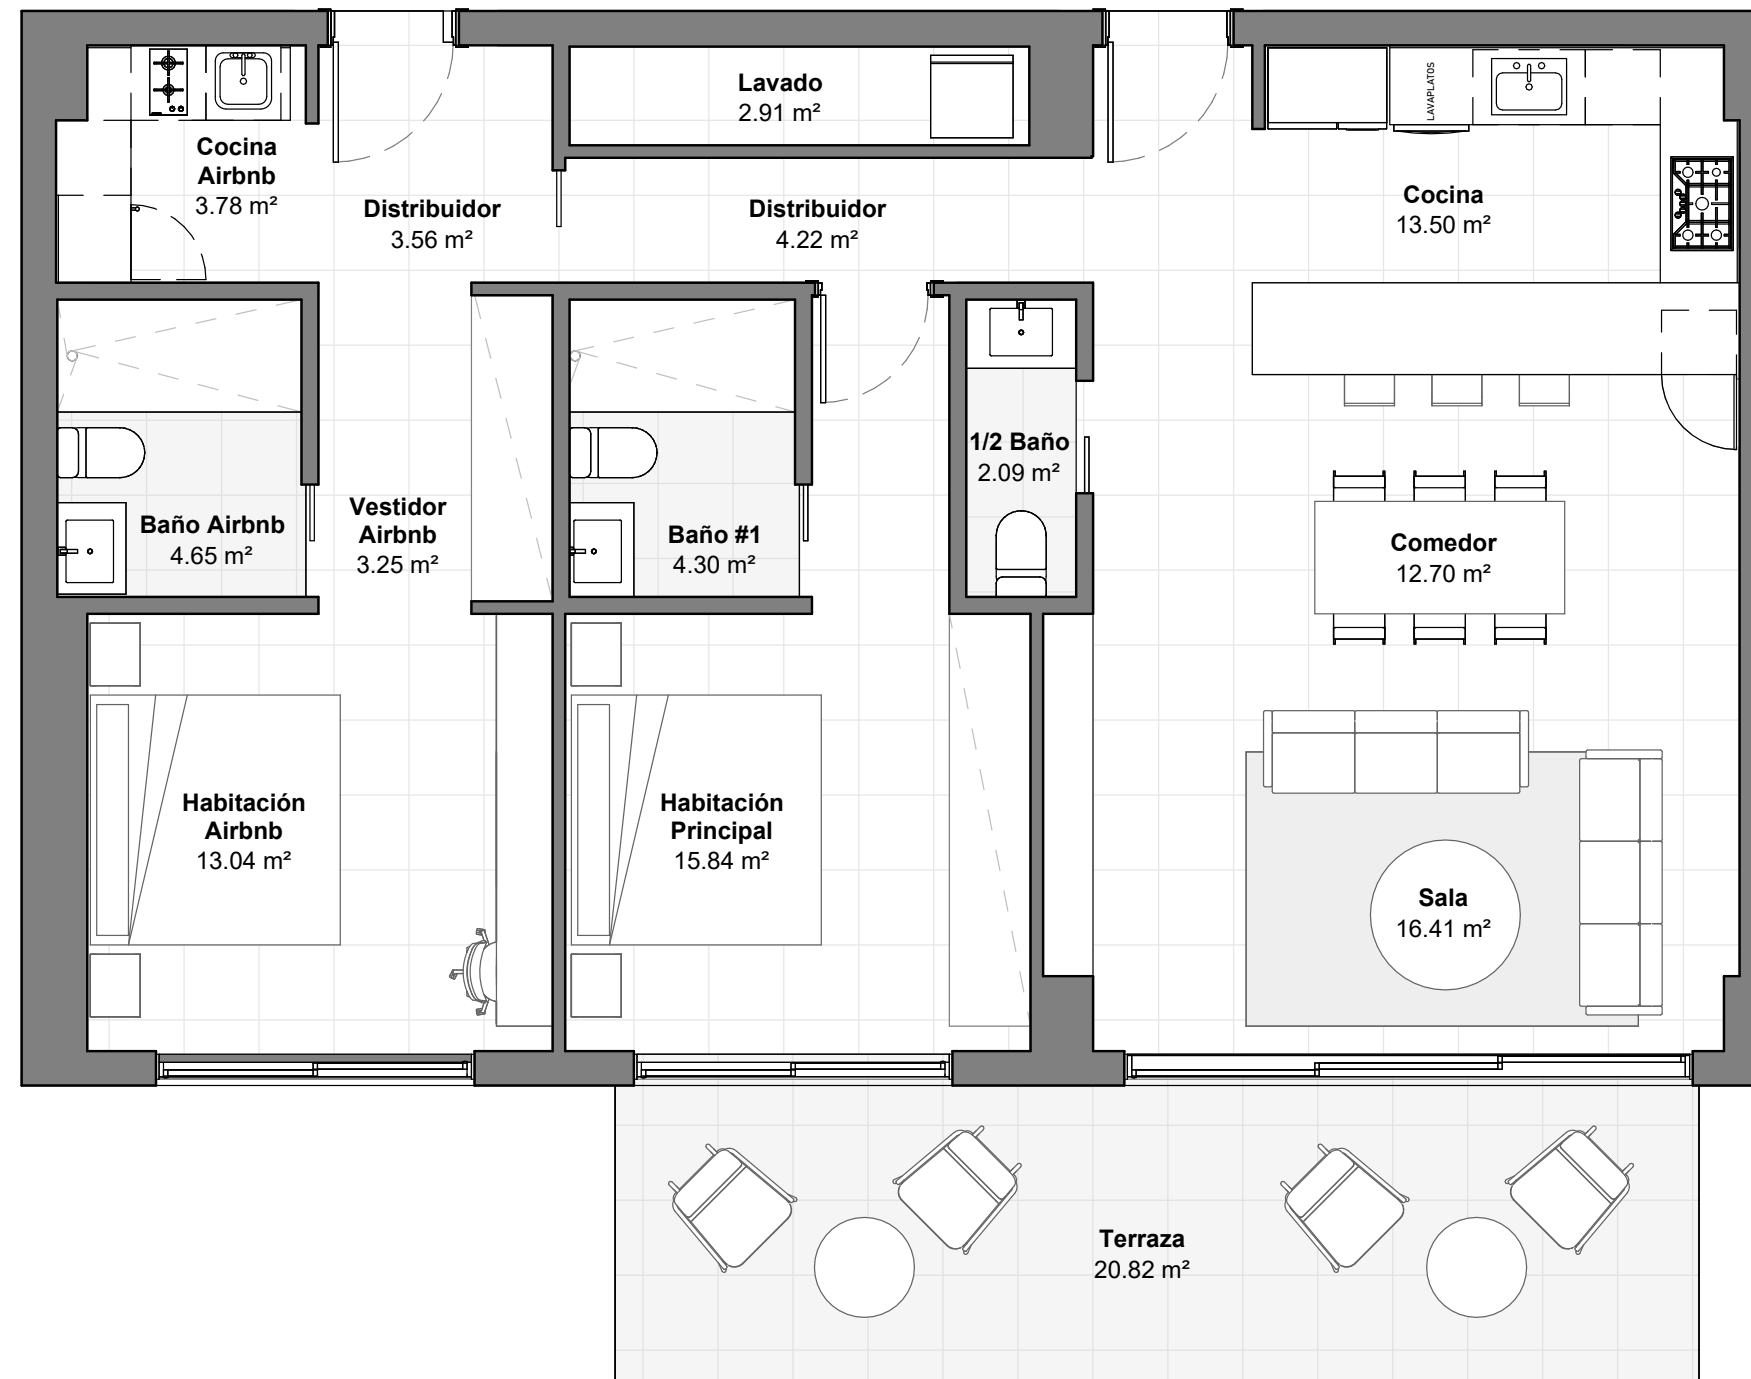 Lavado
2.91 m²
LAVAPLATOS
Cocina
Airbnb
3.78 m²
Distribuidor
3.56 m²
Distribuidor
4.22 m²
Cocina
13.50 m²
Baño Airbnb
4.65 m²
Vestidor
Airbnb
3.25 m²
Baño #1
4.30 m²
1/2 Baño
2.09 m²
Comedor
12.70 m²
Habitación
Airbnb
13.04 m²
Habitación
Principal
15.84 m²
Sala
16.41 m²
Terraza
20.82 m²